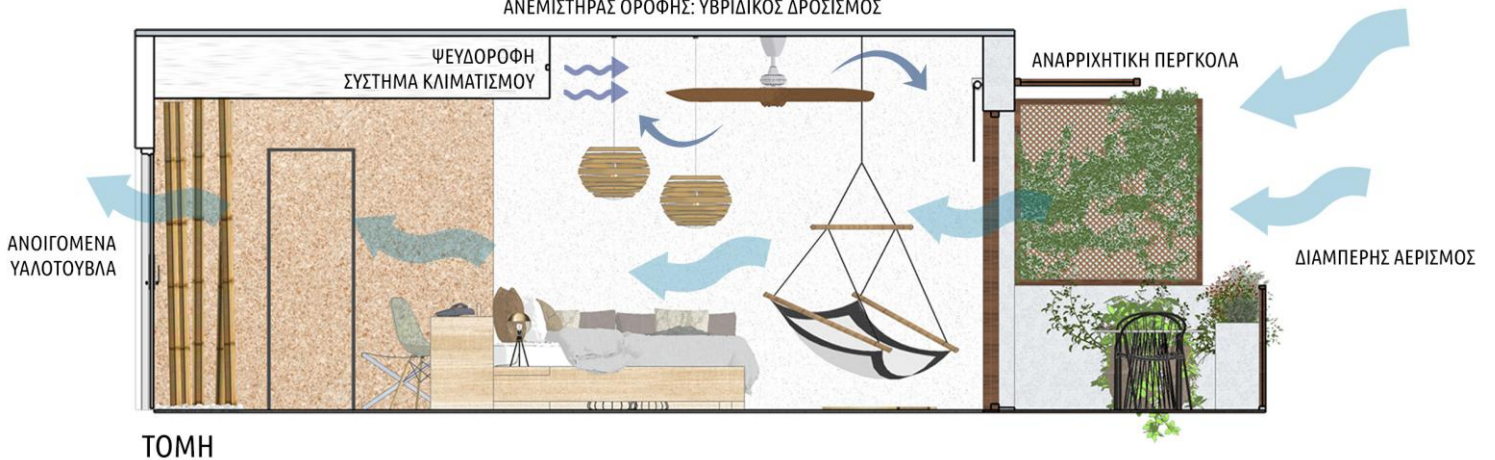 ΑΝΕΜΙΣΤΗΡΑΣ ΟΡΟΦΗΣ: ΥΒΡΙΔΙΚΟΣ ΔΡΟΣΙΣΜΟΣ
ΨΕΥΔΟΡΟΦΗ
ΣΥΣΤΗΜΑ ΚΛΙΜΑΤΙΣΜΟΥ
ΑΝΑΡΡΙΧΗΤΙΚΗ ΠΕΡΓΚΟΛΑ
ΑΝΟΙΓΟΜΕΝΑ
ΥΑΛΟΤΟΥΒΛΑ
ΔΙΑΜΠΕΡΗΣ ΑΕΡΙΣΜΟΣ
ΤΟΜΗ